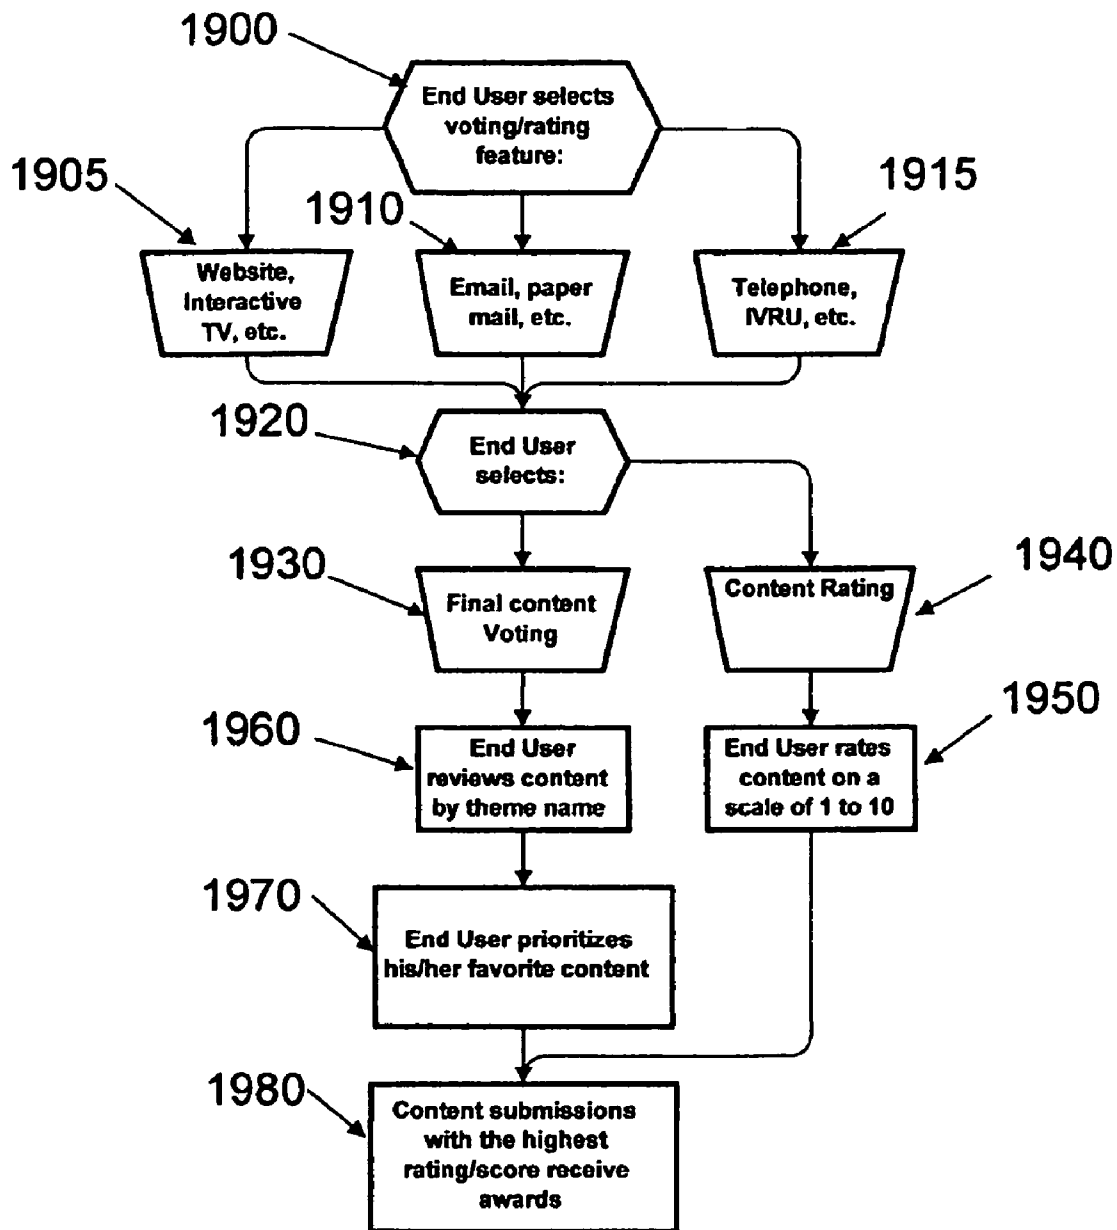 1900
End User selects
voting/rating
feature:
1905
1910
1915
Website,
Interactive
TV, etc.
Email, paper
mail, etc.
Telephone,
IVRU, etc.
1920
End User
selects:
1930
1940
Final content
Voting
Content Rating
1960
1950
End User
reviews content
by theme name
End User rates
content on a
scale of 1 to 10
1970
End User prioritizes
his/her favorite content
1980
Content submissions
with the highest
rating/score receive
awards